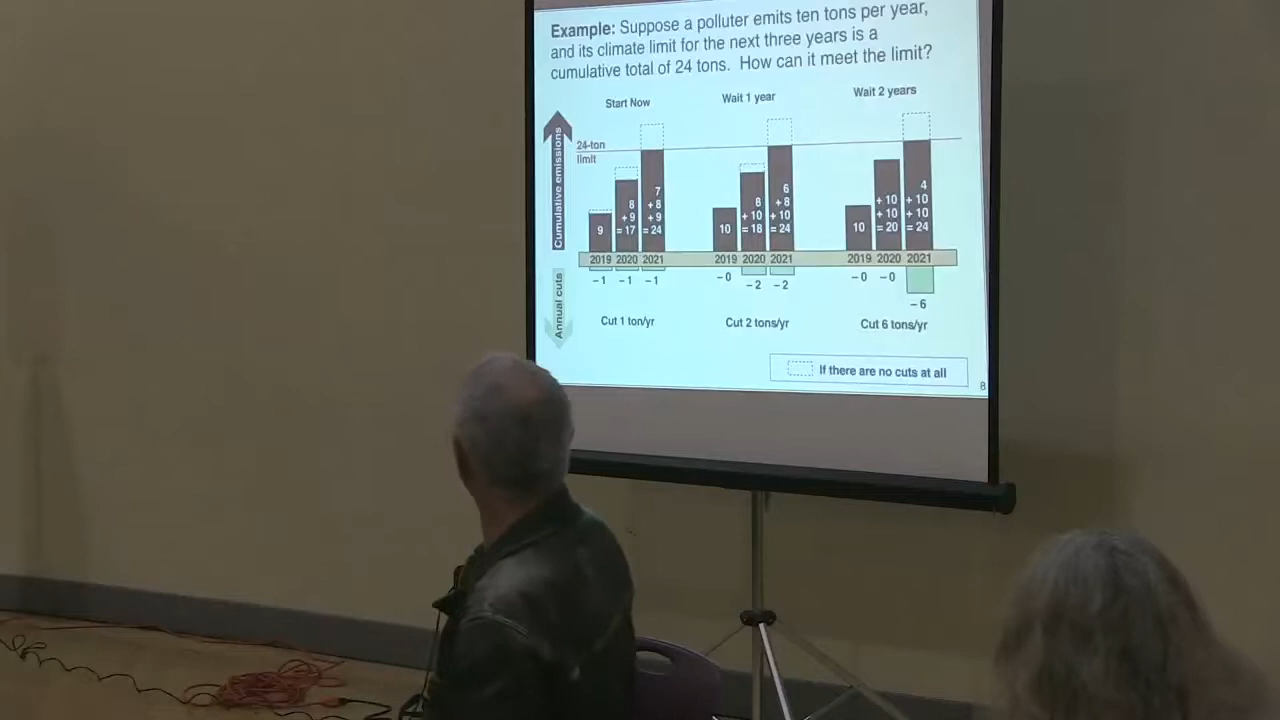 Example: Suppose a polluter emits ten tons per year,
and its climate limit for the next three years is a
cumulative total of 24 tons. How can it meet the limit?
Start Now
Wait 1 year
Wait 2 years
Cumulative emissions
24-ton
limit
9
8
+9
=17
7
+8
+9
=24
10
8
+10
=18
6
+8
+10
=24
10
+10
+10
=20
4
+10
+10
=24
2019 2020 2021
2019 2020 2021
2019 2020 2021
Annual cuts
−1 −1 −1
−0 −2 −2
−0 −0 −6
Cut 1 ton/yr
Cut 2 tons/yr
Cut 6 tons/yr
If there are no cuts at all
8